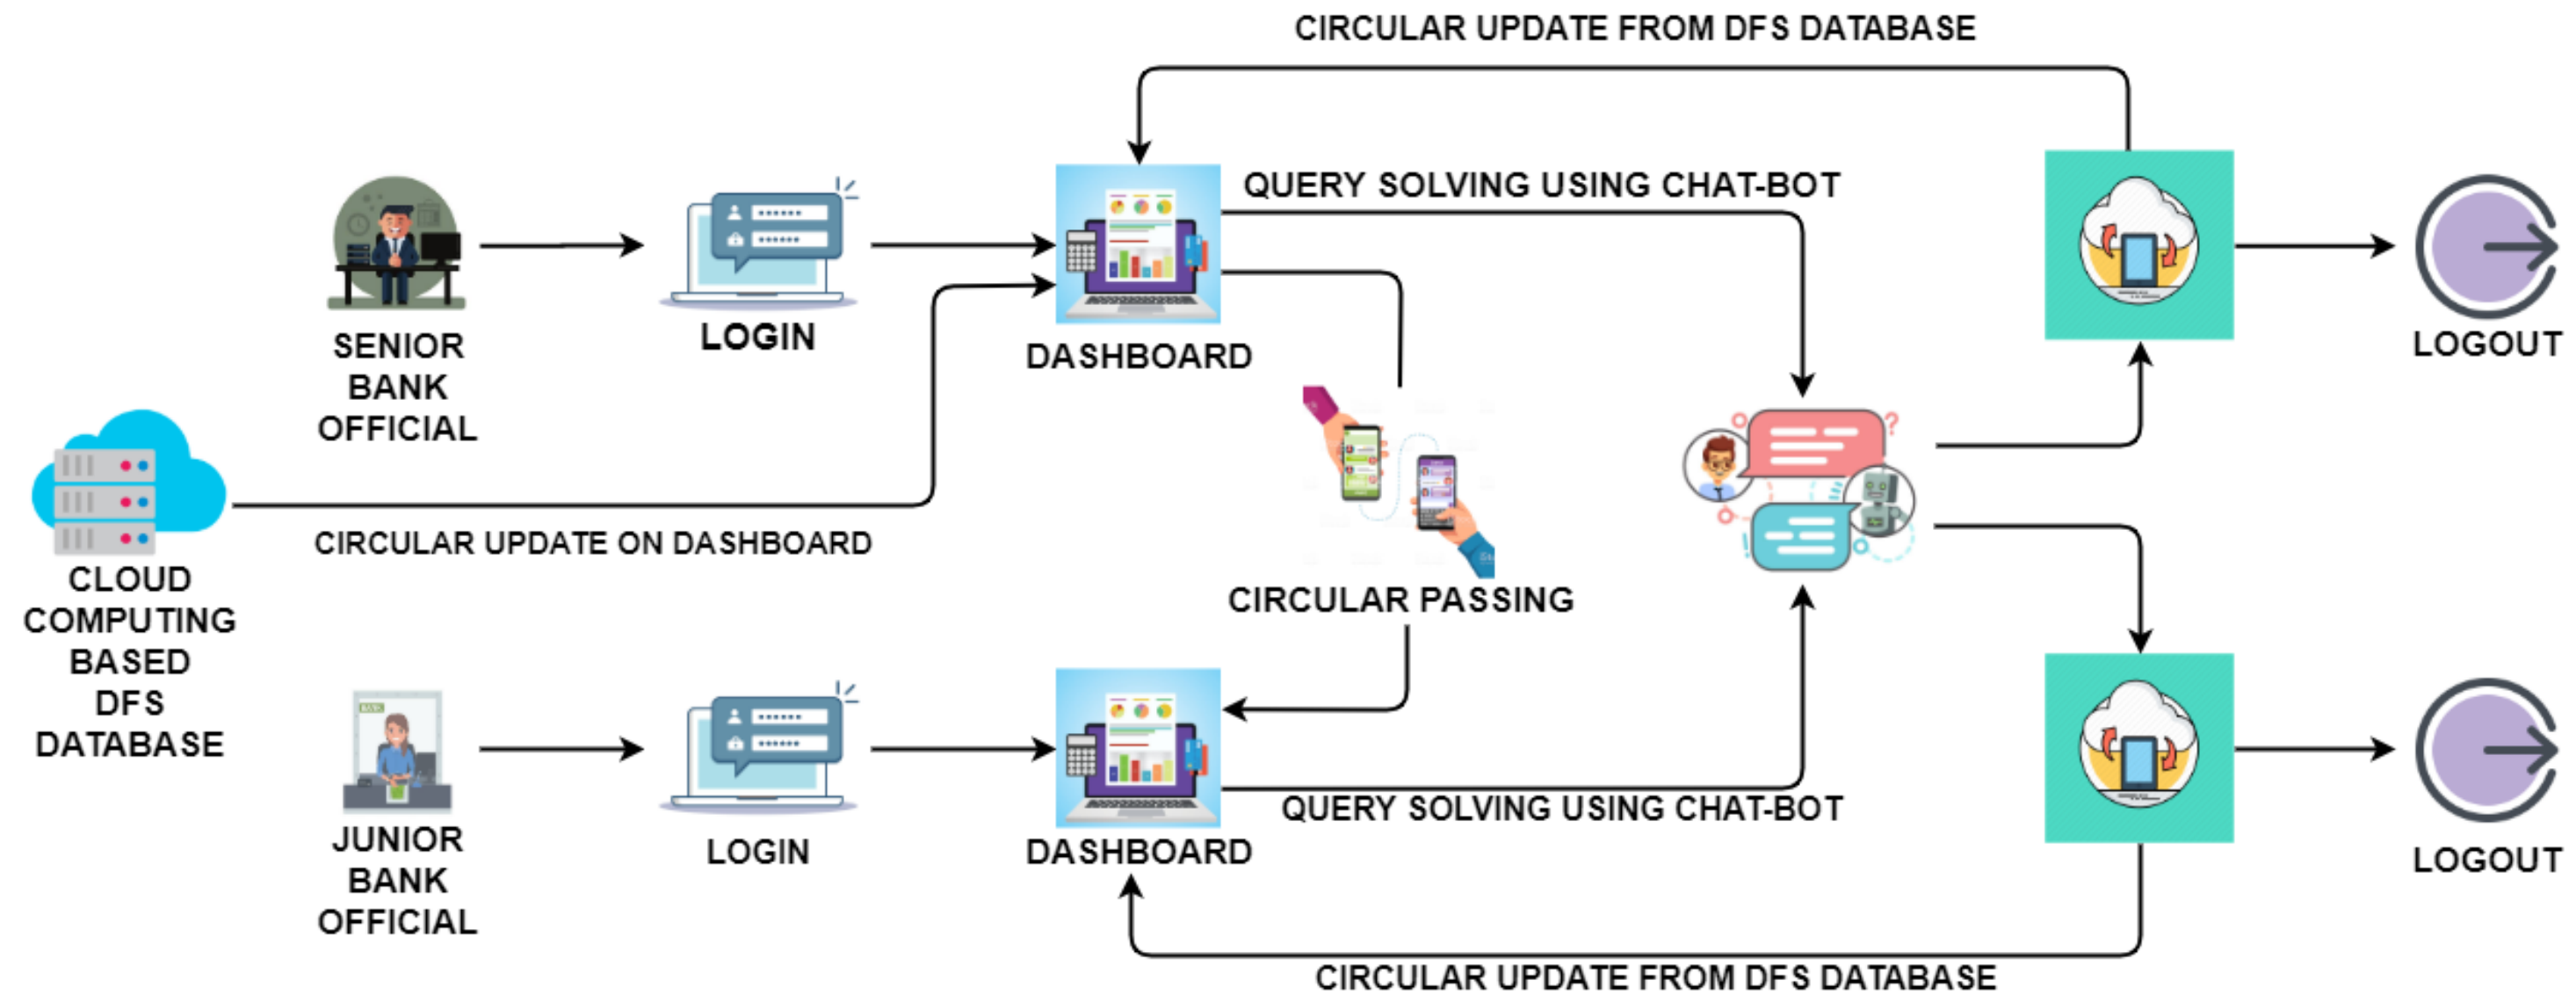 CIRCULAR UPDATE FROM DFS DATABASE
QUERY SOLVING USING CHAT-BOT
SENIOR
BANK
OFFICIAL
LOGIN
DASHBOARD
LOGOUT
CIRCULAR UPDATE ON DASHBOARD
CLOUD
COMPUTING
BASED
DFS
DATABASE
CIRCULAR PASSING
JUNIOR
BANK
OFFICIAL
LOGIN
DASHBOARD
QUERY SOLVING USING CHAT-BOT
LOGOUT
CIRCULAR UPDATE FROM DFS DATABASE